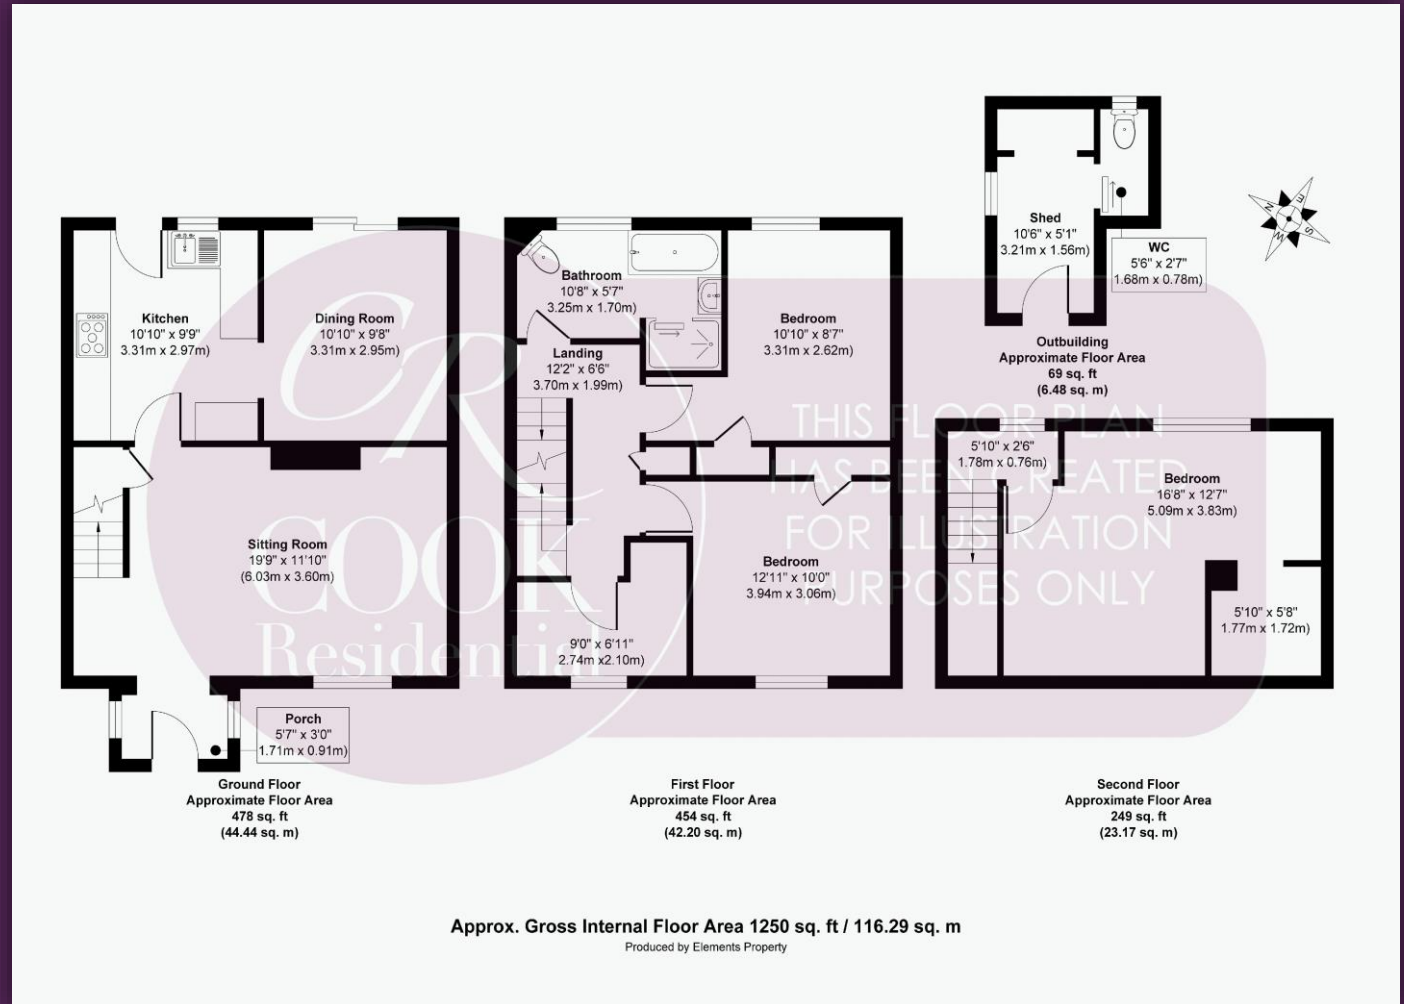 Shed
10'6" x 5'1"
3.21m x 1.56m)
WC
5'6" x 2'7"
1.68m x 0.78m)
N
E
S
W
Outbuilding
Approximate Floor Area
69 sq. ft
(6.48 sq. m)
Kitchen
10'10" x 9'9"
3.31m x 2.97m)
Dining Room
10'10" x 9'8"
3.31m x 2.95m)
Sitting Room
19'9" x 11'10"
(6.03m x 3.60m)
Porch
5'7" x 3'0"
1.71m x 0.91m)
Ground Floor
Approximate Floor Area
478 sq. ft
(44.44 sq. m)
Bathroom
10'8" x 5'7"
3.25m x 1.70m)
Landing
12'2" x 6'6"
3.70m x 1.99m)
Bedroom
10'10" x 8'7"
3.31m x 2.62m)
Bedroom
12'11" x 10'0"
3.94m x 3.06m)
9'0" x 6'11"
2.74m x2.10m)
First Floor
Approximate Floor Area
454 sq. ft
(42.20 sq. m)
5'10" x 2'6"
1.78m x 0.76m)
Bedroom
16'8" x 12'7"
5.09m x 3.83m)
5'10" x 5'8"
1.77m x 1.72m)
Second Floor
Approximate Floor Area
249 sq. ft
(23.17 sq. m)
CR
COOK
Residential
THIS FLOOR PLAN
HAS BEEN CREATED
FOR ILLUSTRATION
PURPOSES ONLY
Approx. Gross Internal Floor Area 1250 sq. ft / 116.29 sq. m
Produced by Elements Property